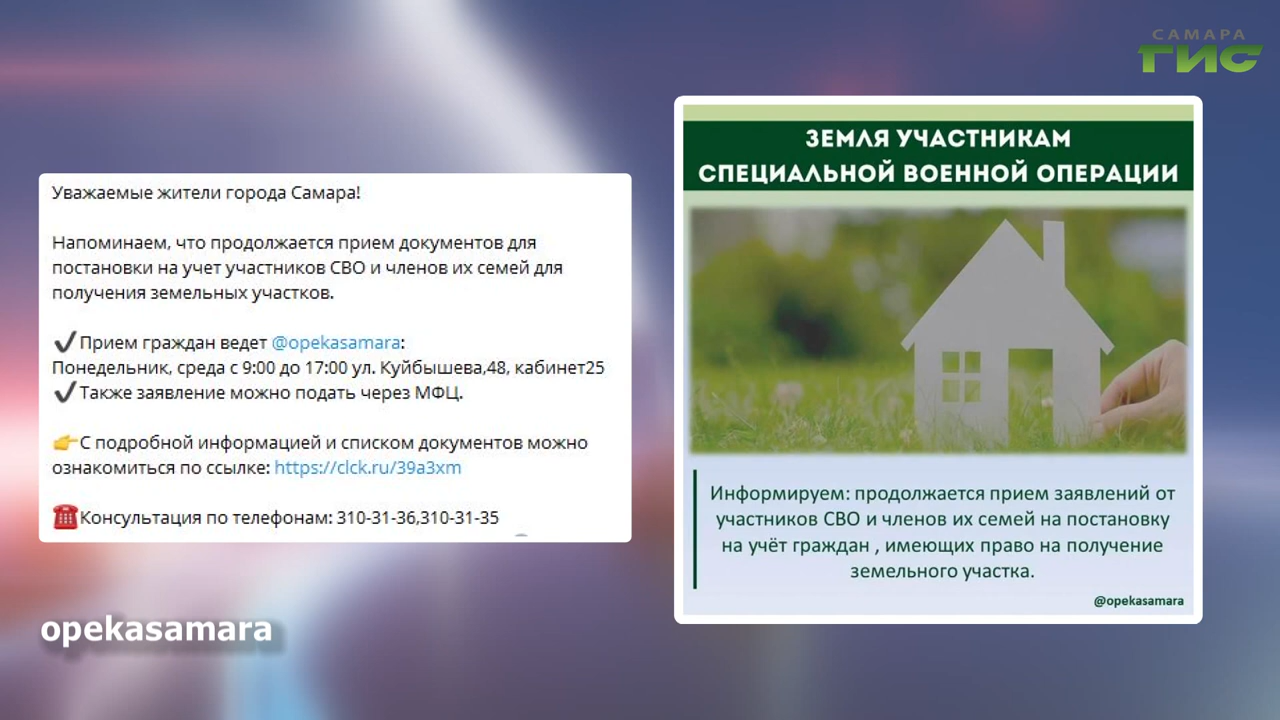 САМАРА
ГИС
Уважаемые жители города Самара!
Напоминаем, что продолжается прием документов для
постановки на учет участников СВО и членов их семей для
получения земельных участков.
✔Прием граждан ведет @opekasamara:
Понедельник, среда с 9:00 до 17:00 ул. Куйбышева,48, кабинет25
✔Также заявление можно подать через МФЦ.
👉С подробной информацией и списком документов можно
ознакомиться по ссылке: https://clck.ru/39a3xm
☎Консультация по телефонам: 310-31-36,310-31-35
opekasamara
ЗЕМЛЯ УЧАСТНИКАМ
СПЕЦИАЛЬНОЙ ВОЕННОЙ ОПЕРАЦИИ
Информируем: продолжается прием заявлений от
участников СВО и членов их семей на постановку
на учёт граждан , имеющих право на получение
земельного участка.
@opekasamara